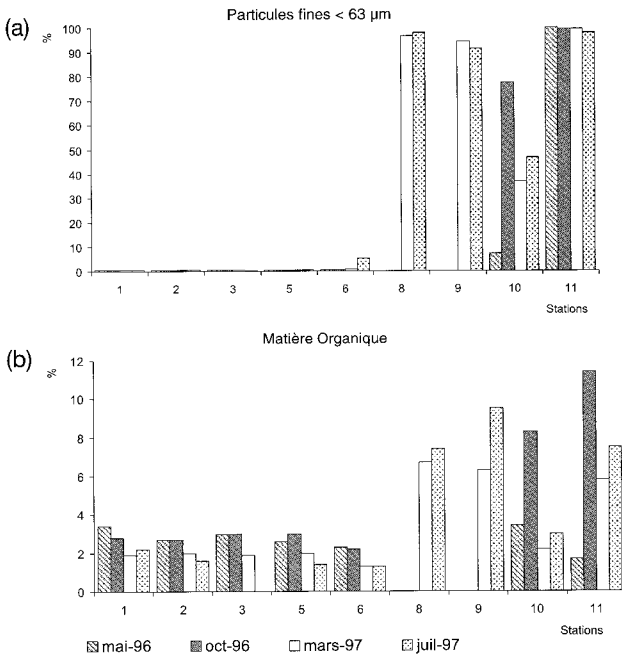 (a)
Particules fines < 63 µm
%
100
90
80
70
60
50
40
30
20
10
0
1 2 3 5 6 8 9 10 11
Stations
(b)
Matière Organique
%
12
10
8
6
4
2
0
1 2 3 5 6 8 9 10 11
mai-96 oct-96 mars-97 juil-97 Stations